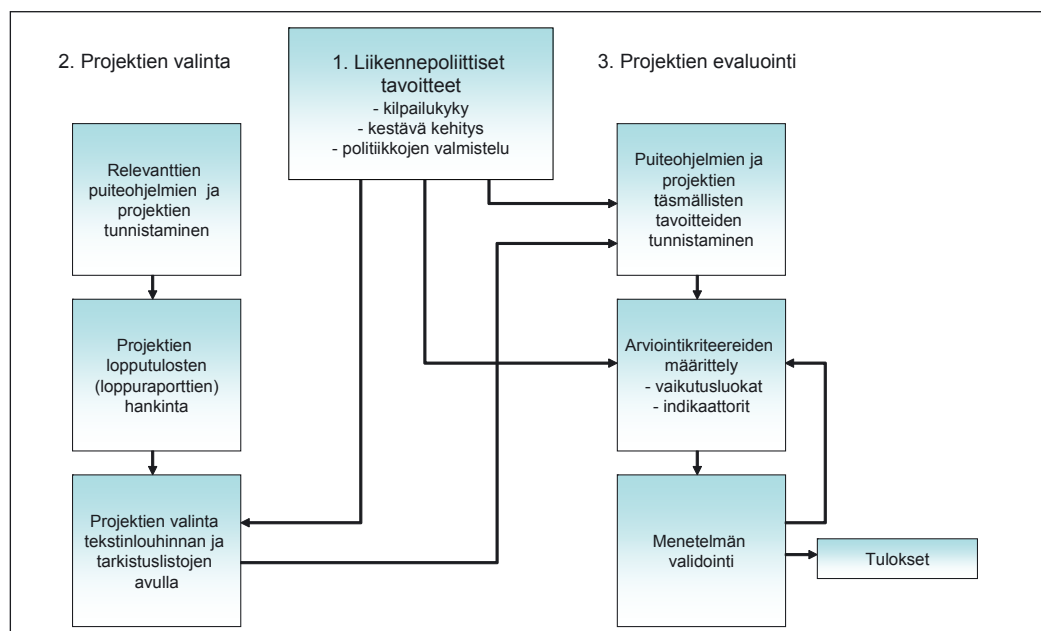 2. Projektien valinta
Relevanttien
puiteohjelmien ja
projektien
tunnistaminen
Projektien
lopputulosten
(loppuraporttien)
hankinta
Projektien valinta
tekstinlouhinnan ja
tarkistuslistojen
avulla
1. Liikennepoliittiset
tavoitteet
- kilpailukyky
- kestävä kehitys
- politiikkojen valmistelu
3. Projektien evaluointi
Puiteohjelmien ja
projektien
täsmällisten
tavoitteiden
tunnistaminen
Arviointikriteereiden
määrittely
- vaikutusluokat
- indikaattorit
Menetelmän
validointi
Tulokset